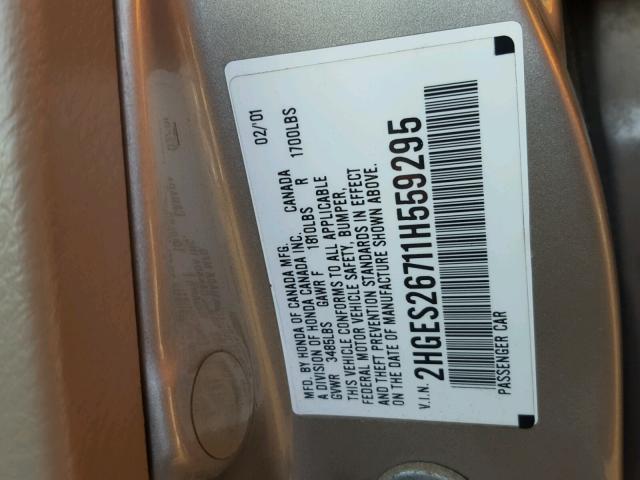 02/'01
MFD. BY HONDA OF CANADA MFG. CANADA
A DIVISION OF HONDA CANADA INC.
GVWR 3485LBS GAWR F 1810LBS R 1700LBS
THIS VEHICLE CONFORMS TO ALL APPLICABLE
FEDERAL MOTOR VEHICLE SAFETY, BUMPER,
AND THEFT PREVENTION STANDARDS IN EFFECT
ON THE DATE OF MANUFACTURE SHOWN ABOVE.
V.I.N. 2HGES26711H559295
PASSENGER CAR